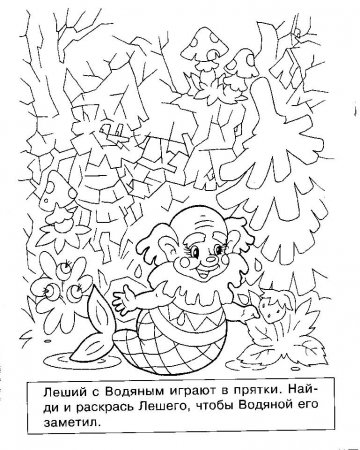 Леший с Водяным играют в прятки. Най-
ди и раскрась Лешего, чтобы Водяной его
заметил.